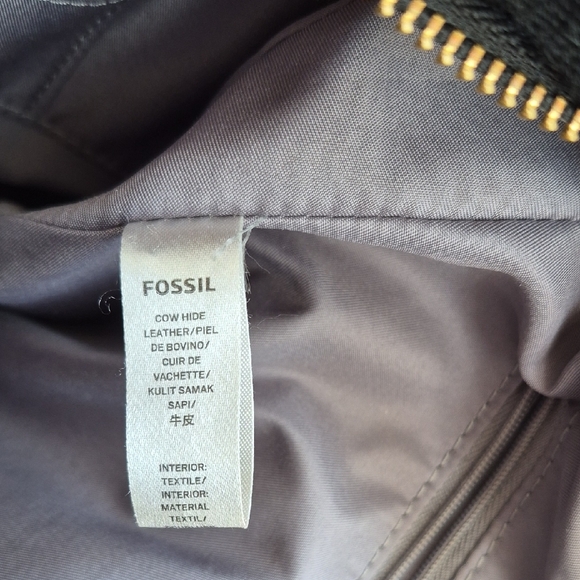 FOSSIL
COW HIDE
LEATHER/PIEL
DE BOVINO/
CUIR DE
VACHETTE/
KULIT SAMAK
SAPI/
牛皮
INTERIOR:
TEXTILE/
INTERIOR:
MATERIAL
TEXTIL/